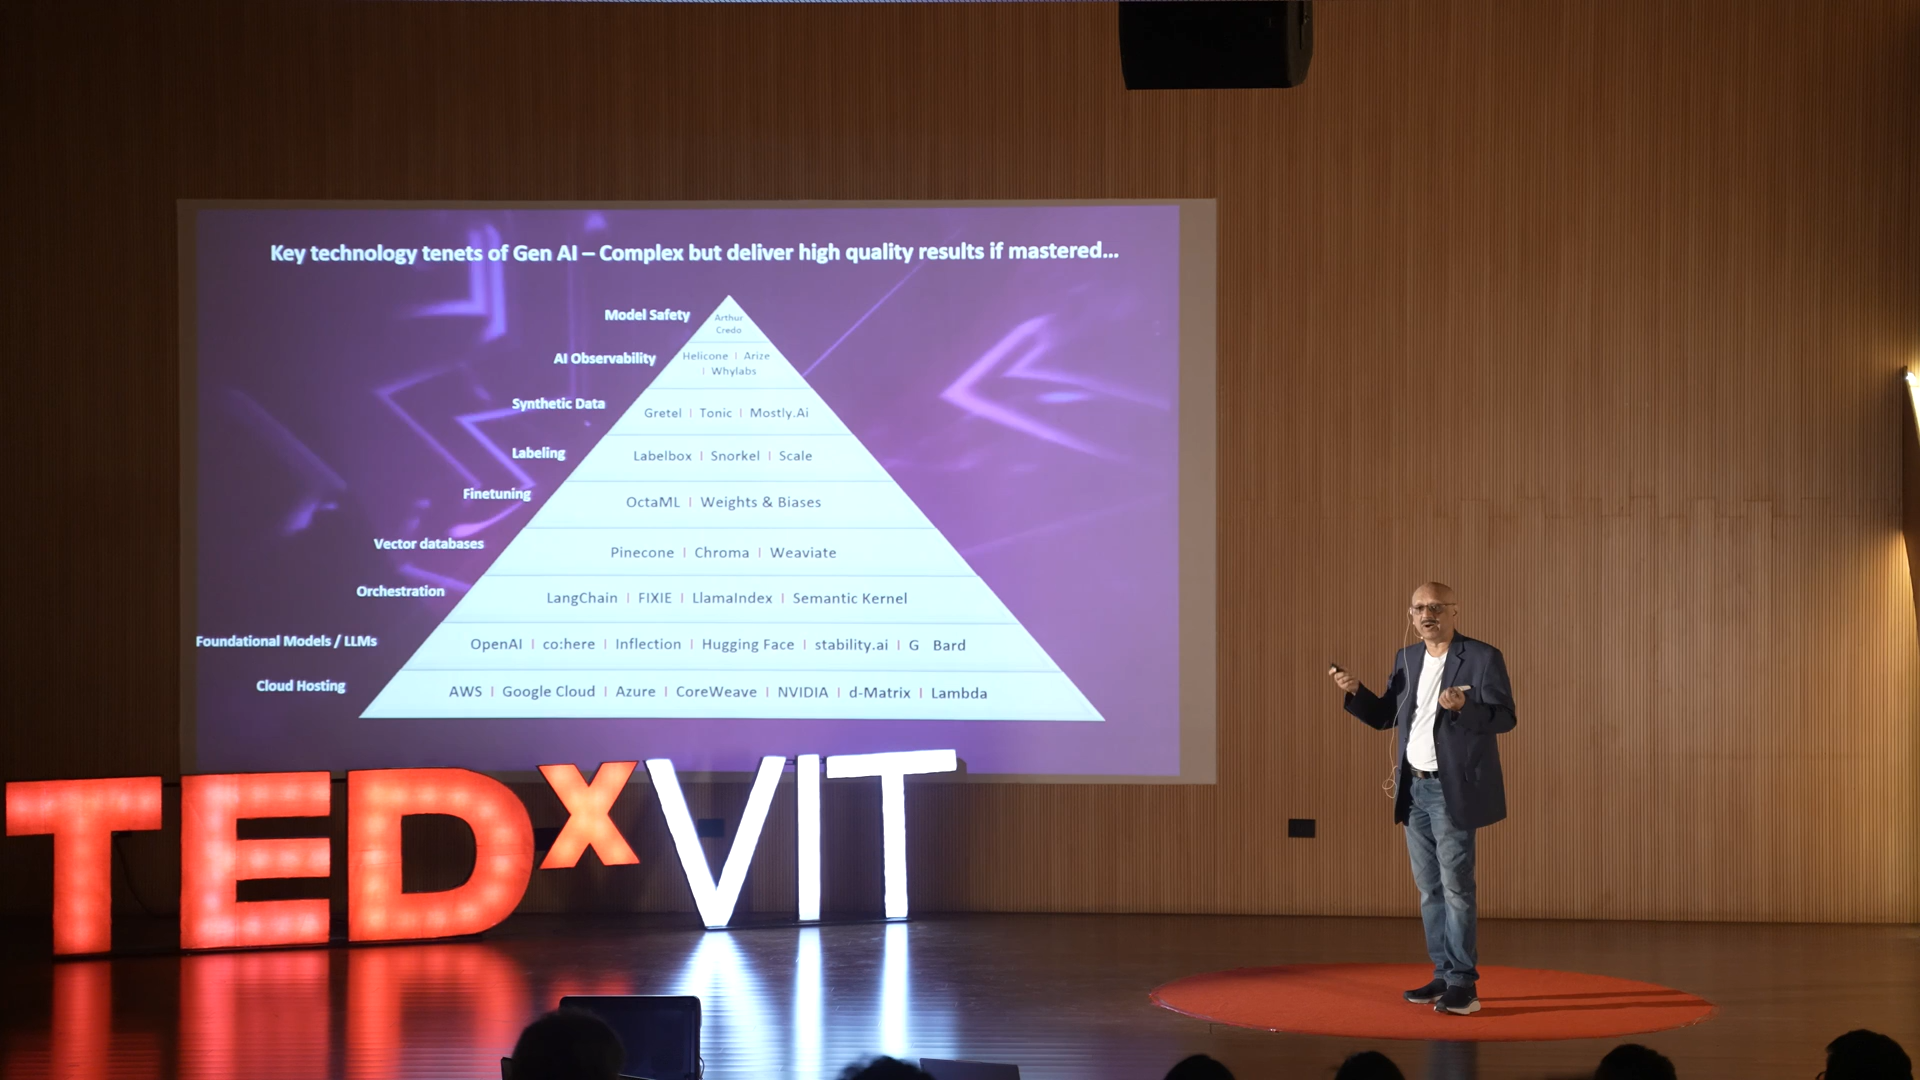 Key technology tenets of Gen AI – Complex but deliver high quality results if mastered...
Model Safety
Arthur
Credo
AI Observability
Helicone | Arize
| Whylabs
Synthetic Data
Gretel | Tonic | Mostly.Ai
Labeling
Labelbox | Snorkel | Scale
Finetuning
OctaML | Weights & Biases
Vector databases
Pinecone | Chroma | Weaviate
Orchestration
LangChain | FIXIE | LlamaIndex | Semantic Kernel
Foundational Models / LLMs
OpenAI | co:here | Inflection | Hugging Face | stability.ai | G Bard
Cloud Hosting
AWS | Google Cloud | Azure | CoreWeave | NVIDIA | d-Matrix | Lambda
TEDxVIT